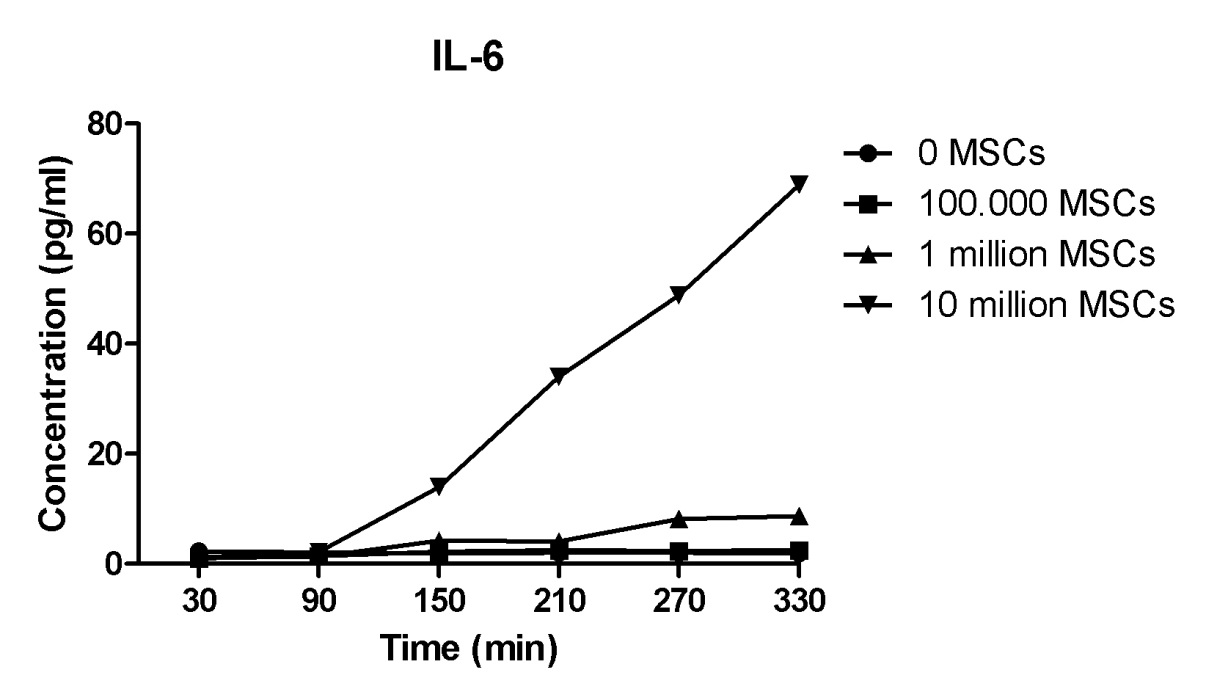 IL-6
80
60
40
20
0
Concentration (pg/ml)
30 90 150 210 270 330
Time (min)
0 MSCs
100.000 MSCs
1 million MSCs
10 million MSCs